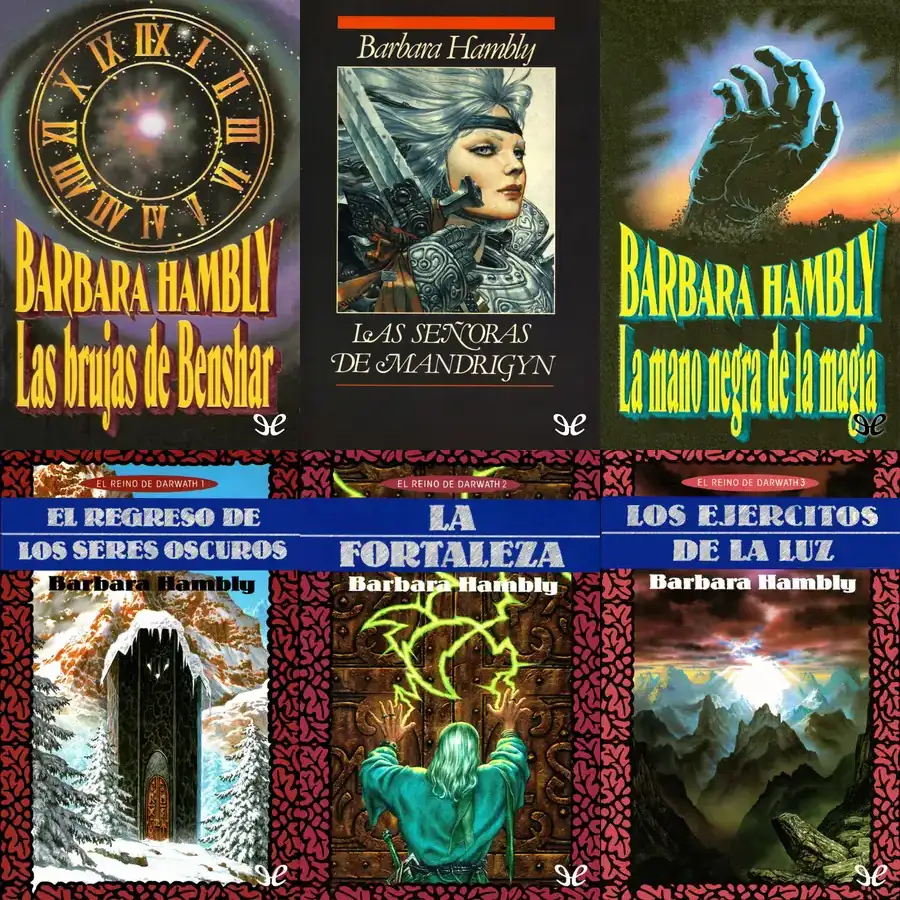 BARBARA HAMBLY
Las brujas de Benshar
Barbara Hambly
LAS SEÑORAS
DE MANDRIGYN
BARBARA HAMBLY
La mano negra de la magia
EL REINO DE DARWATH 1
EL REGRESO DE
LOS SERES OSCUROS
Barbara Hambly
EL REINO DE DARWATH 2
LA
FORTALEZA
Barbara Hambly
EL REINO DE DARWATH 3
LOS EJERCITOS
DE LA LUZ
Barbara Hambly